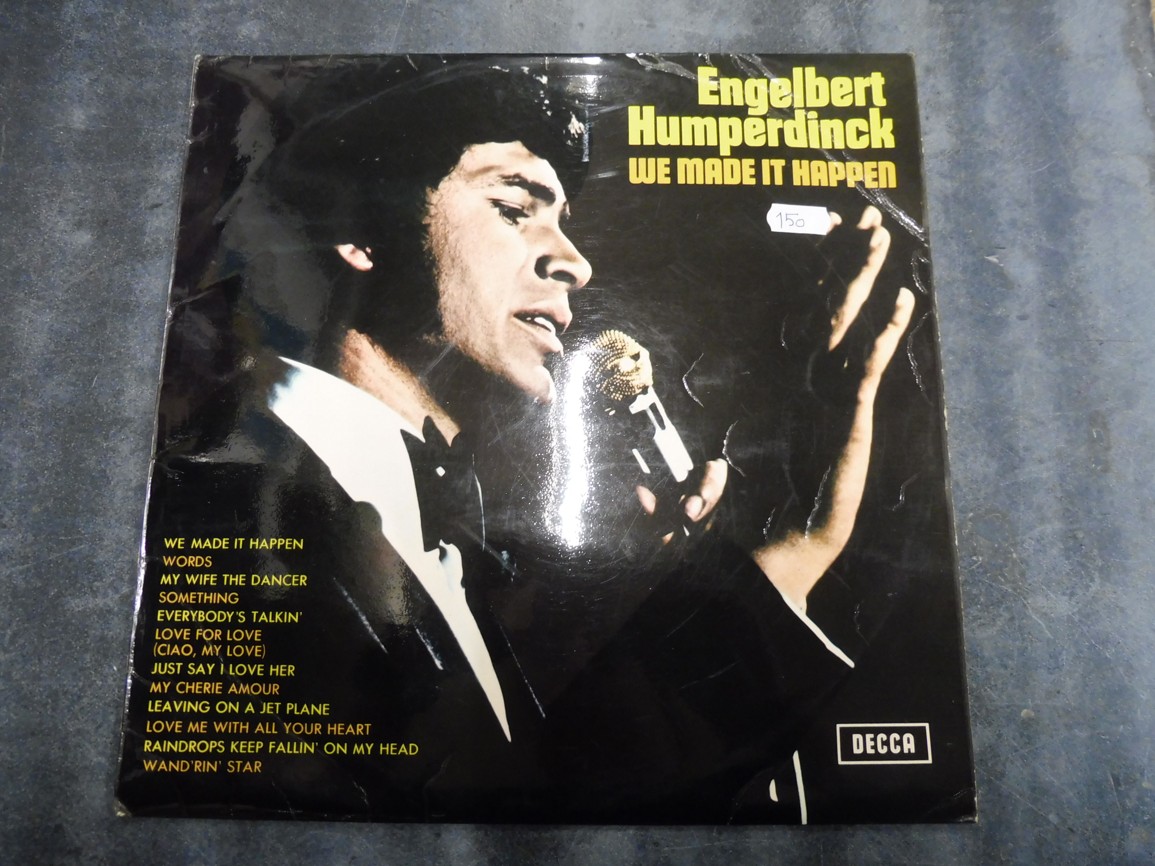 Engelbert
Humperdinck
WE MADE IT HAPPEN
150
WE MADE IT HAPPEN
WORDS
MY WIFE THE DANCER
SOMETHING
EVERYBODY'S TALKIN'
LOVE FOR LOVE
(CIAO, MY LOVE)
JUST SAY I LOVE HER
MY CHERIE AMOUR
LEAVING ON A JET PLANE
LOVE ME WITH ALL YOUR HEART
RAINDROPS KEEP FALLIN' ON MY HEAD
WAND'RIN' STAR
DECCA